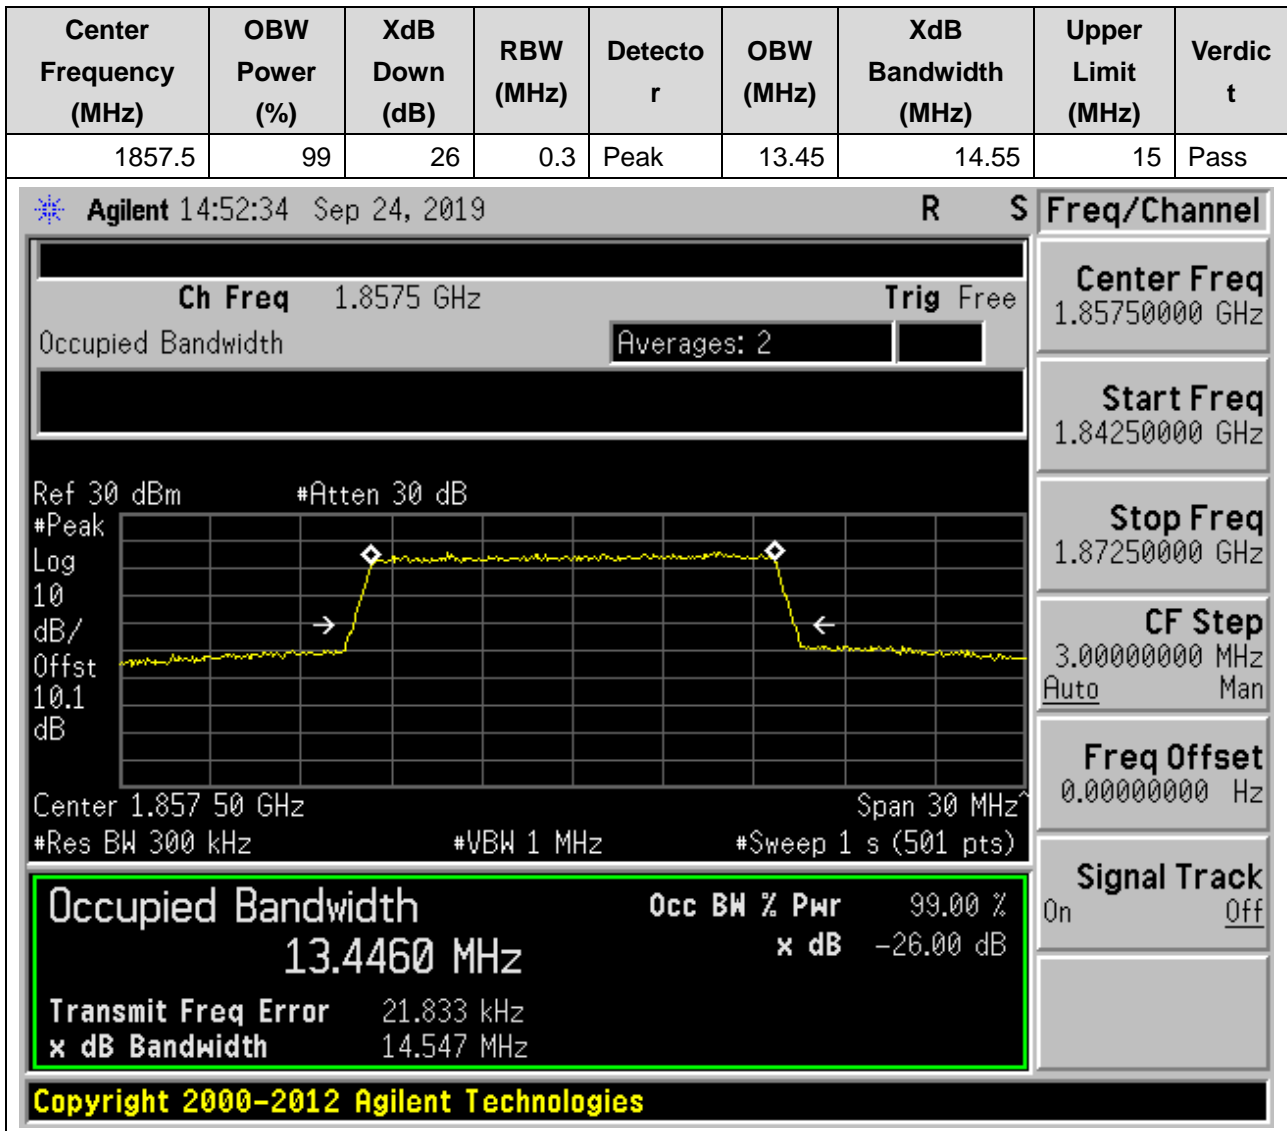 Center Frequency (MHz) OBW Power (%) XdB Down (dB) RBW (MHz) Detecto r OBW (MHz) XdB Bandwidth (MHz) Upper Limit (MHz) Verdic t
1857.5 99 26 0.3 Peak 13.45 14.55 15 Pass
Agilent 14:52:34 Sep 24, 2019 R S Freq/Channel
Ch Freq 1.8575 GHz Trig Free
Occupied Bandwidth Averages: 2
Center Freq
1.85750000 GHz
Start Freq
1.84250000 GHz
Stop Freq
1.87250000 GHz
CF Step
3.00000000 MHz
Auto Man
Freq Offset
0.00000000 Hz
Signal Track
On Off
Ref 30 dBm #Atten 30 dB
#Peak
Log
10
dB/
Offst
10.1
dB
Center 1.857 50 GHz Span 30 MHz^
#Res BW 300 kHz #VBW 1 MHz #Sweep 1 s (501 pts)
Occupied Bandwidth Occ BW % Pwr 99.00 %
13.4460 MHz x dB -26.00 dB
Transmit Freq Error 21.833 kHz
x dB Bandwidth 14.547 MHz
Copyright 2000-2012 Agilent Technologies